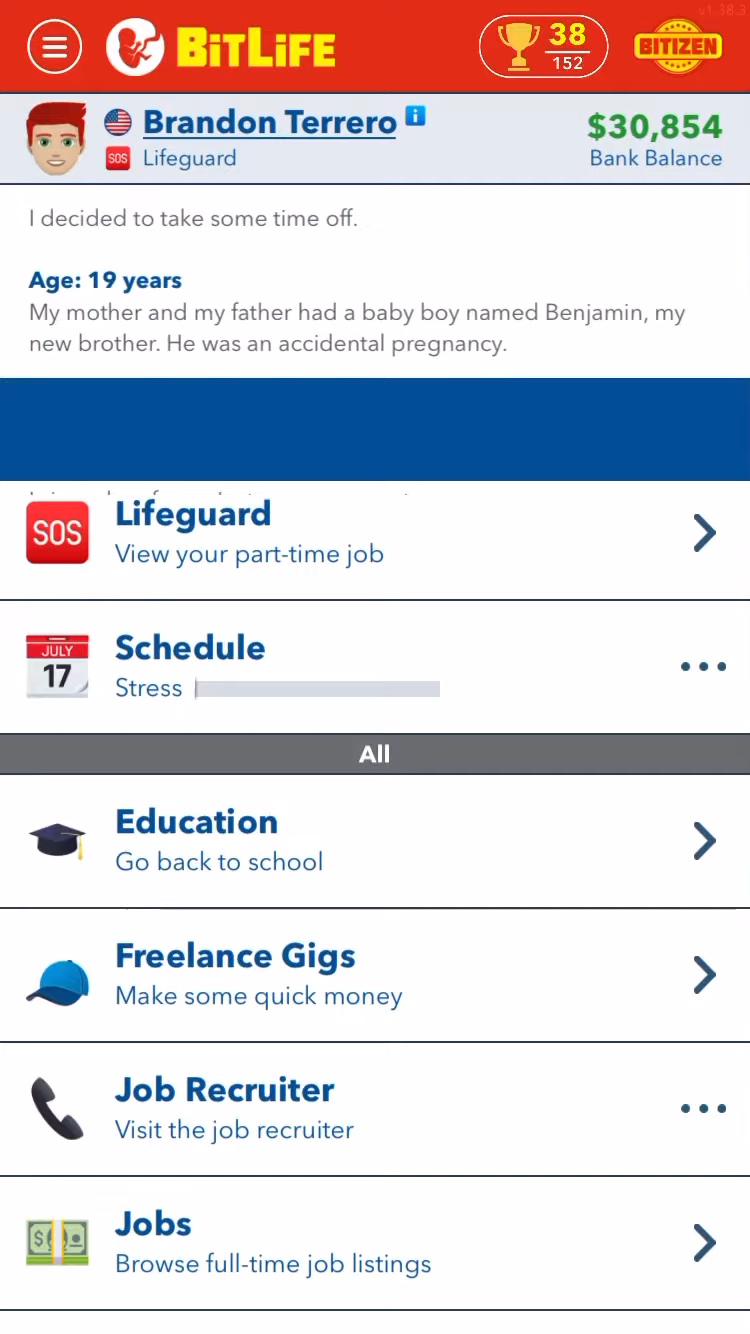 v1.38.3
BiTLiFE
38
152
BITIZEN
Brandon Terrero
$30,854
SOS
Lifeguard
Bank Balance
I decided to take some time off.
Age: 19 years
My mother and my father had a baby boy named Benjamin, my
new brother. He was an accidental pregnancy.
SOS
Lifeguard
View your part-time job
JULY
17
Schedule
Stress
All
Education
Go back to school
Freelance Gigs
Make some quick money
Job Recruiter
Visit the job recruiter
Jobs
Browse full-time job listings